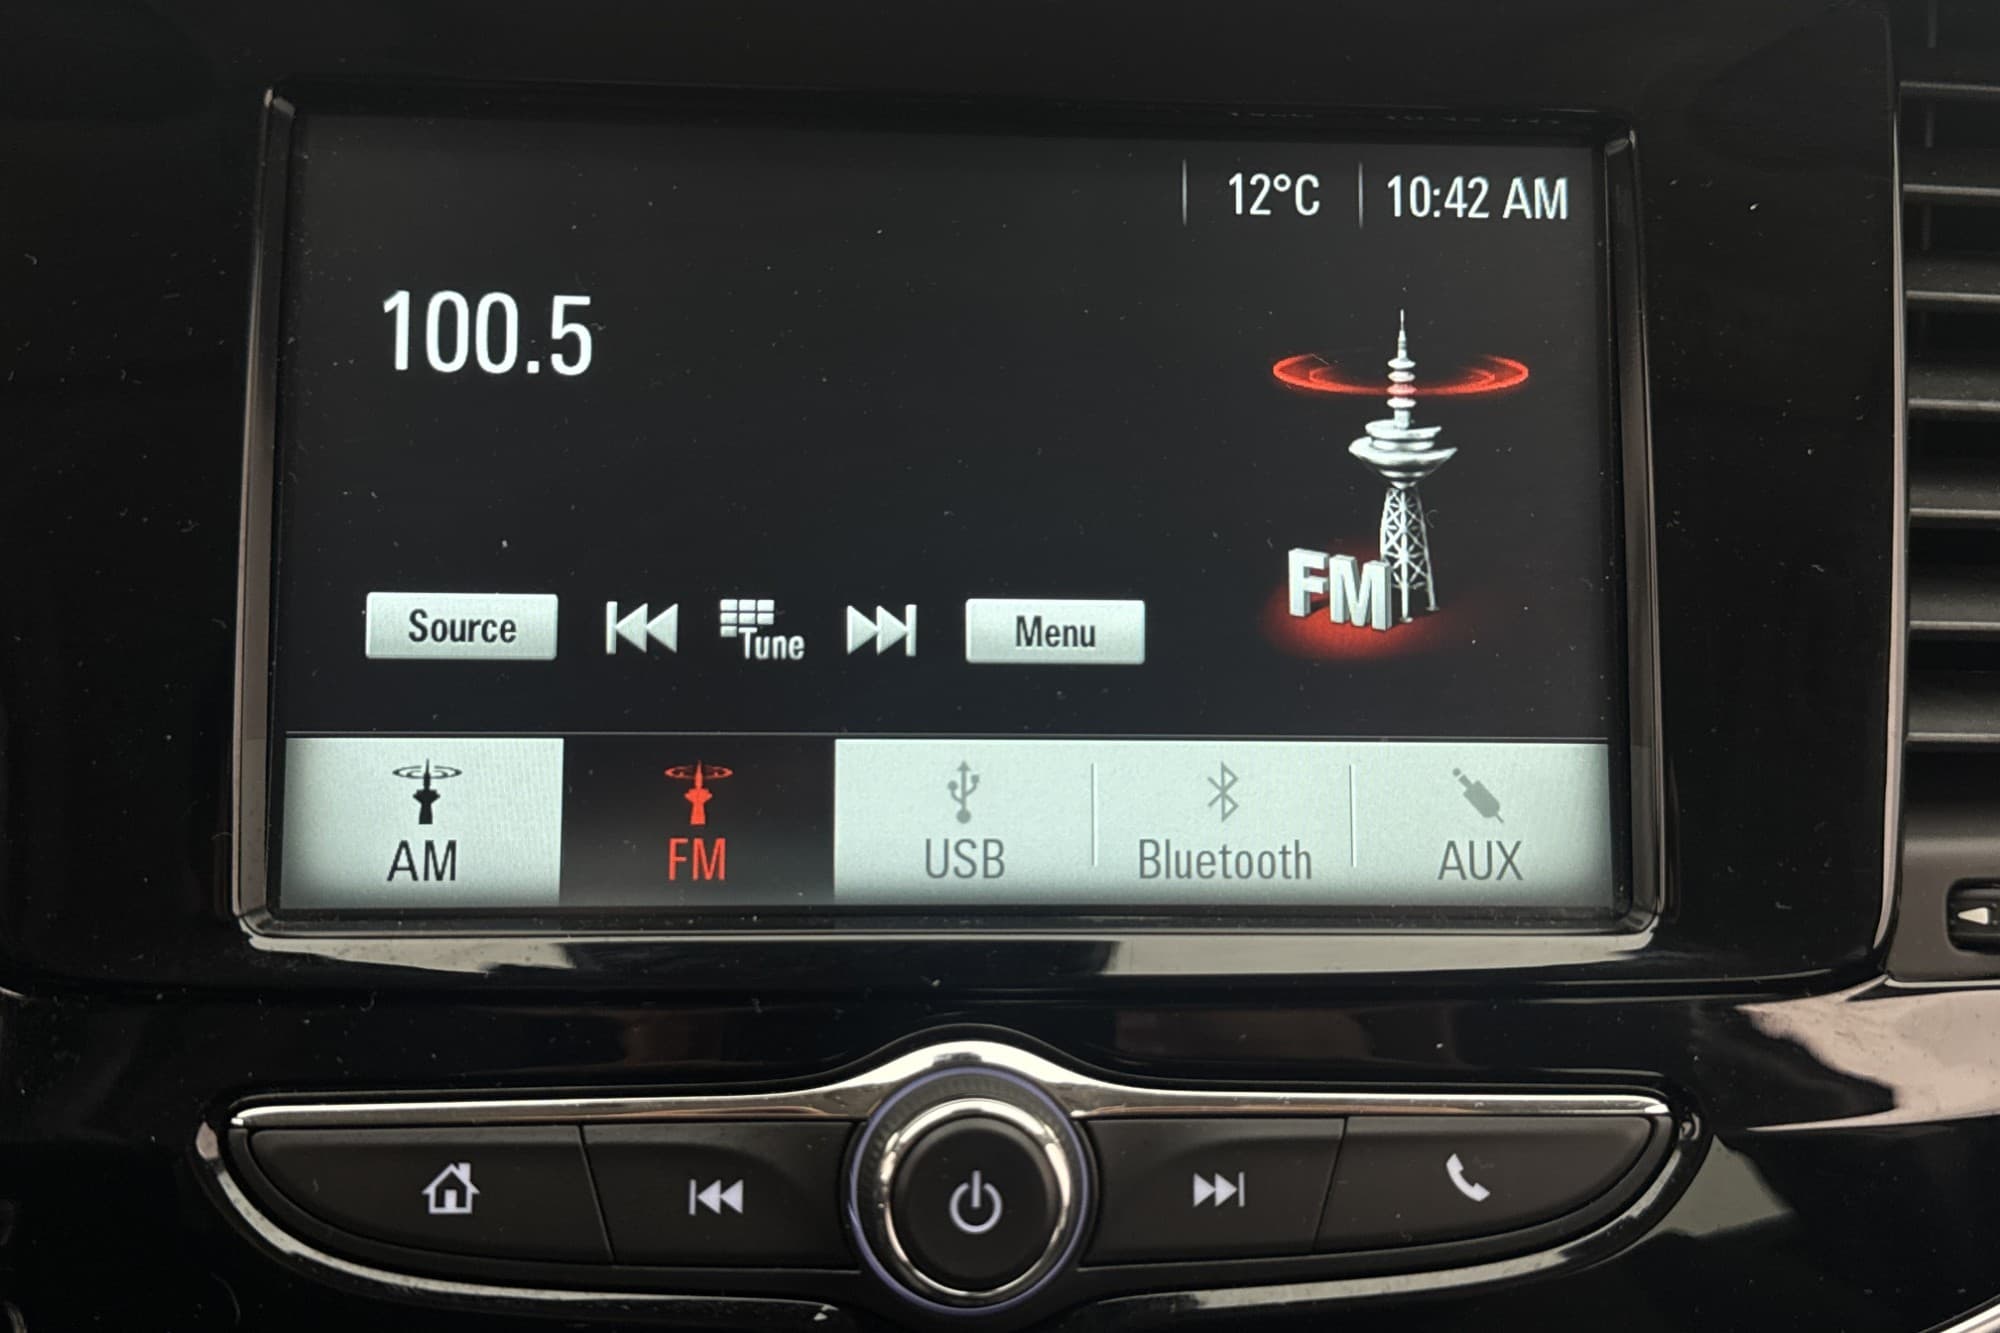 12°C 10:42 AM
100.5
FM
Source Tune Menu
AM FM USB Bluetooth AUX